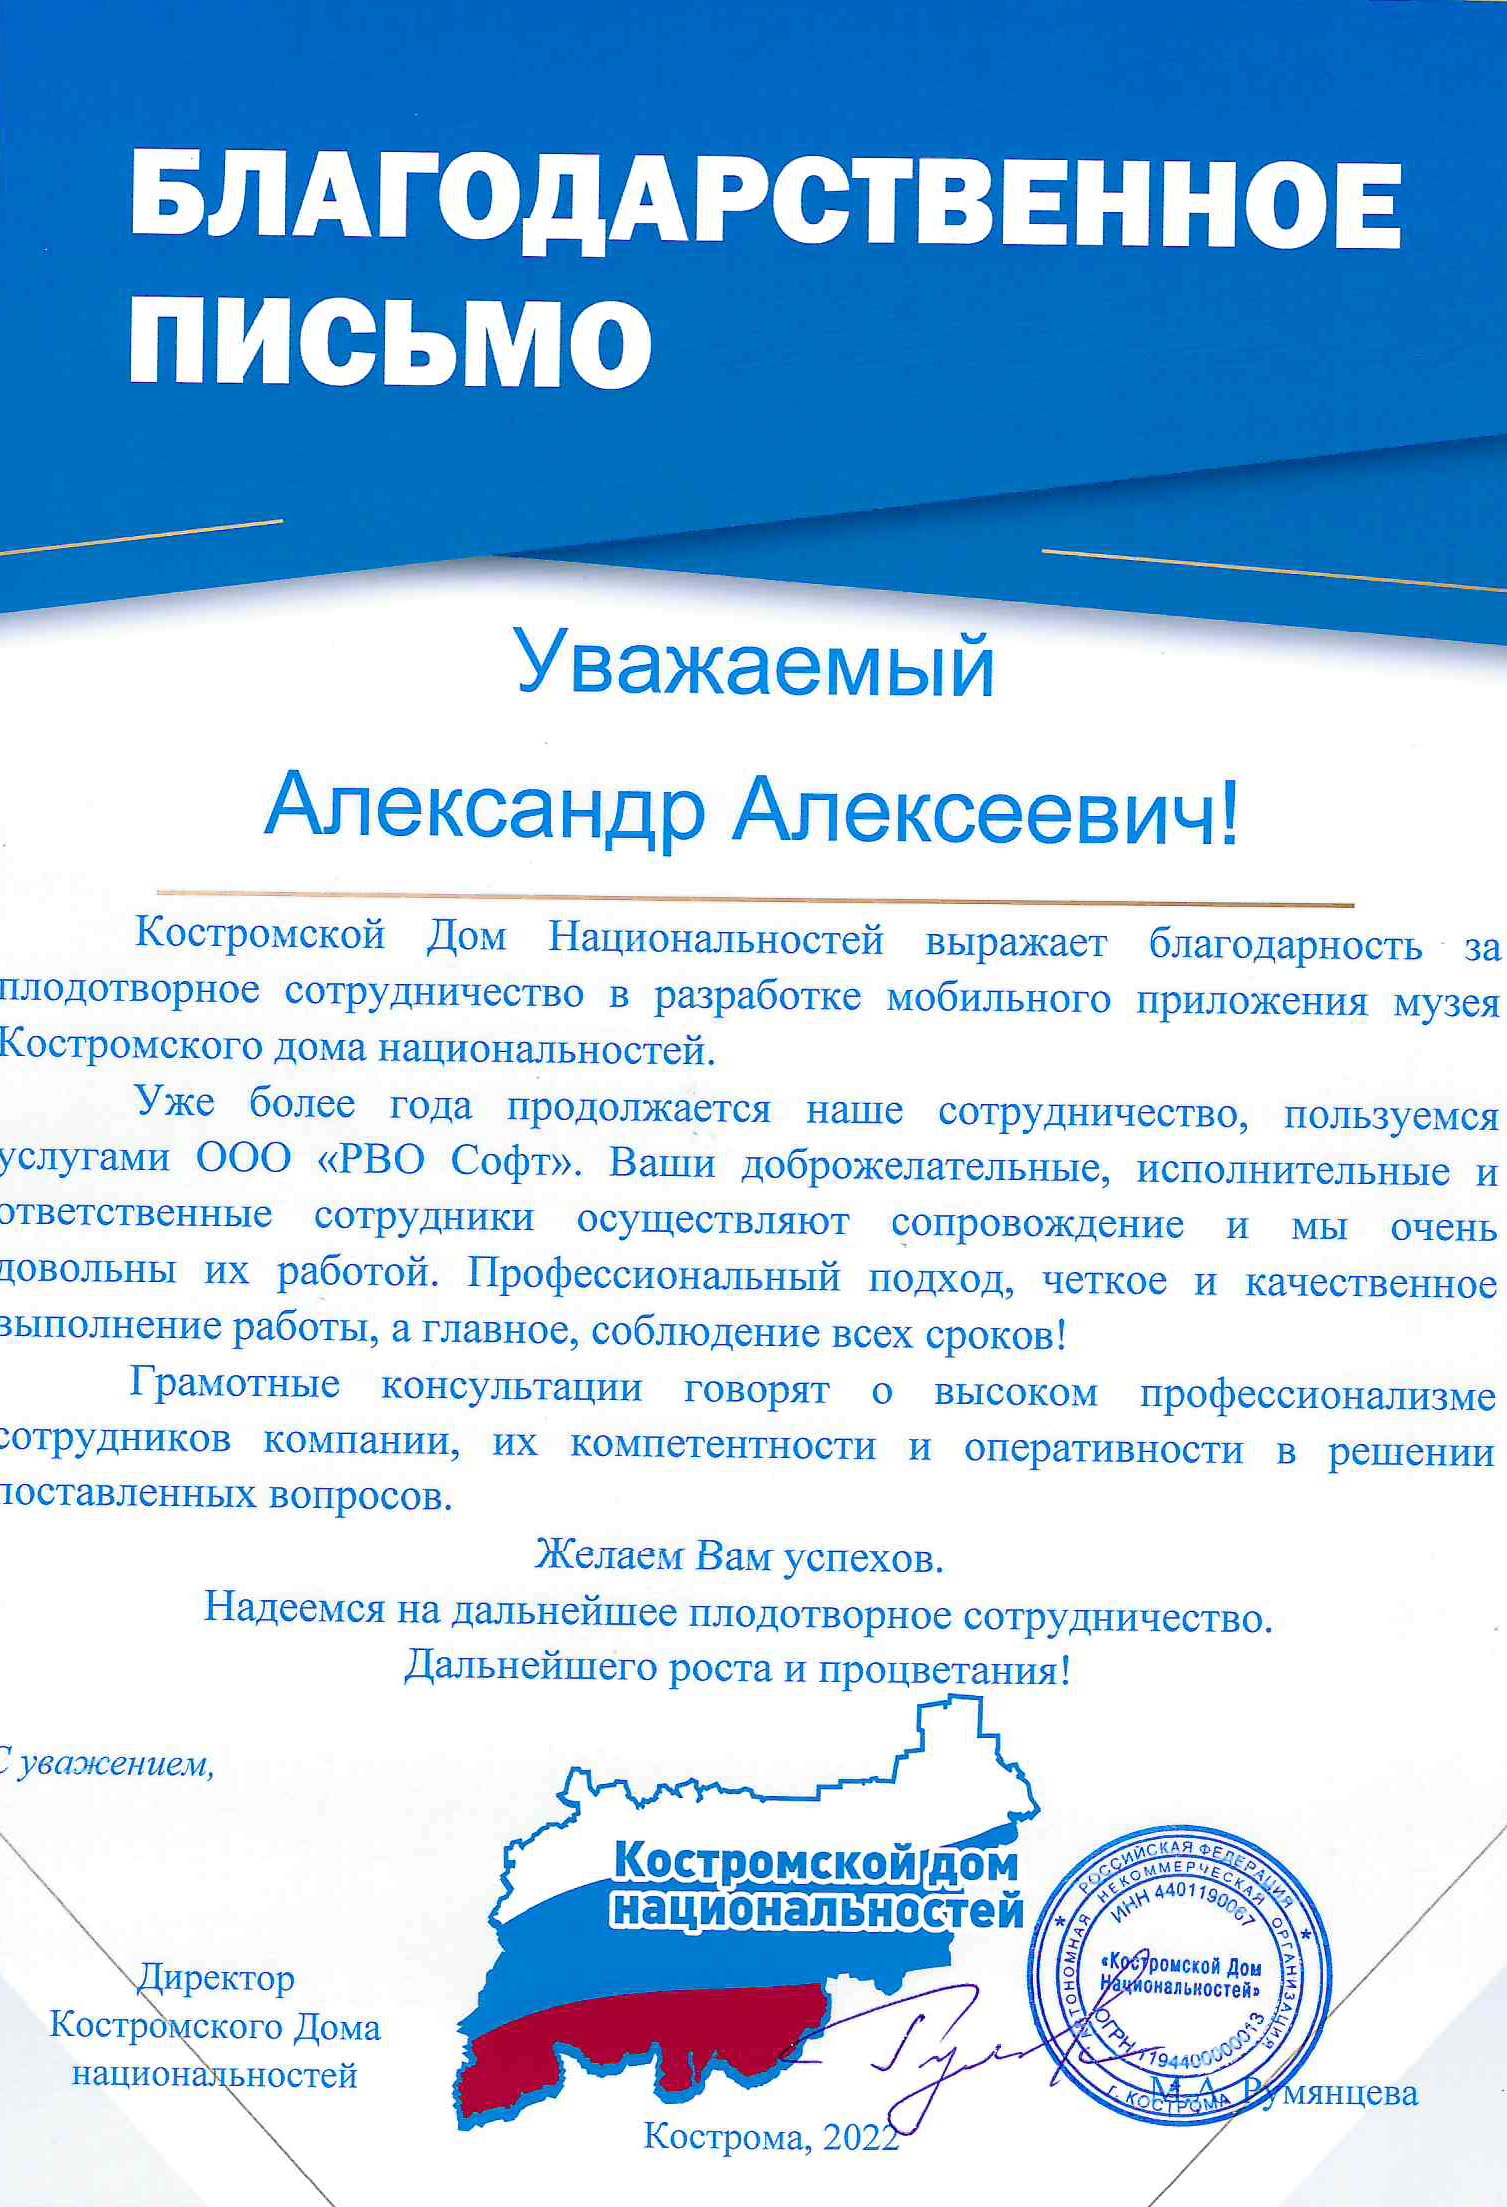 БЛАГОДАРСТВЕННОЕ
ПИСЬМО
Уважаемый
Александр Алексеевич!
Костромской Дом Национальностей выражает благодарность за
плодотворное сотрудничество в разработке мобильного приложения музея
Костромского дома национальностей.
Уже более года продолжается наше сотрудничество, пользуемся
услугами ООО «РВО Софт». Ваши доброжелательные, исполнительные и
ответственные сотрудники осуществляют сопровождение и мы очень
довольны их работой. Профессиональный подход, четкое и качественное
выполнение работы, а главное, соблюдение всех сроков!
Грамотные консультации говорят о высоком профессионализме
сотрудников компании, их компетентности и оперативности в решении
поставленных вопросов.
Желаем Вам успехов.
Надеемся на дальнейшее плодотворное сотрудничество.
Дальнейшего роста и процветания!
С уважением,
Костромской дом
национальностей
РОССИЙСКАЯ ФЕДЕРАЦИЯ
АВТОНОМНАЯ НЕКОММЕРЧЕСКАЯ ОРГАНИЗАЦИЯ
ИНН 4401190067
«Костромской Дом
Национальностей»
ОГРН 1194400000013
г. КОСТРОМА
Директор
Костромского Дома
национальностей
Румянцева
Кострома, 2022